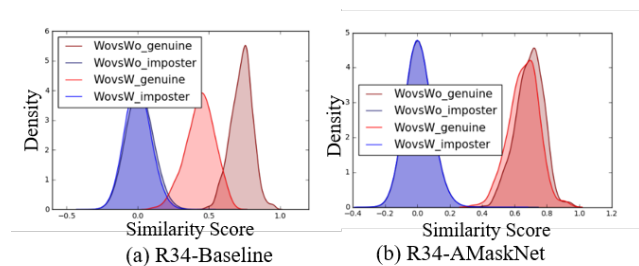 6
5
4
3
2
1
0
Density
WovsWo_genuine
WovsWo_imposter
WovsW_genuine
WovsW_imposter
−0.5 0.0 0.5 1.0
Similarity Score
(a) R34-Baseline
5
4
3
2
1
0
Density
WovsWo_genuine
WovsWo_imposter
WovsW_genuine
WovsW_imposter
−0.4 −0.2 0.0 0.2 0.4 0.6 0.8 1.0 1.2
Similarity Score
(b) R34-AMaskNet